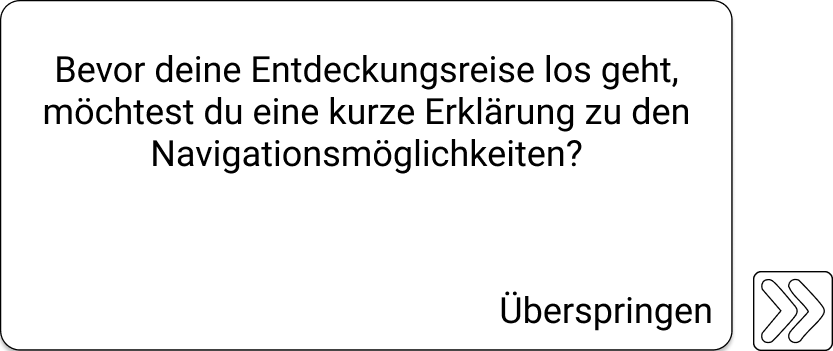 Bevor deine Entdeckungsreise los geht,
möchtest du eine kurze Erklärung zu den
Navigationsmöglichkeiten?
Überspringen